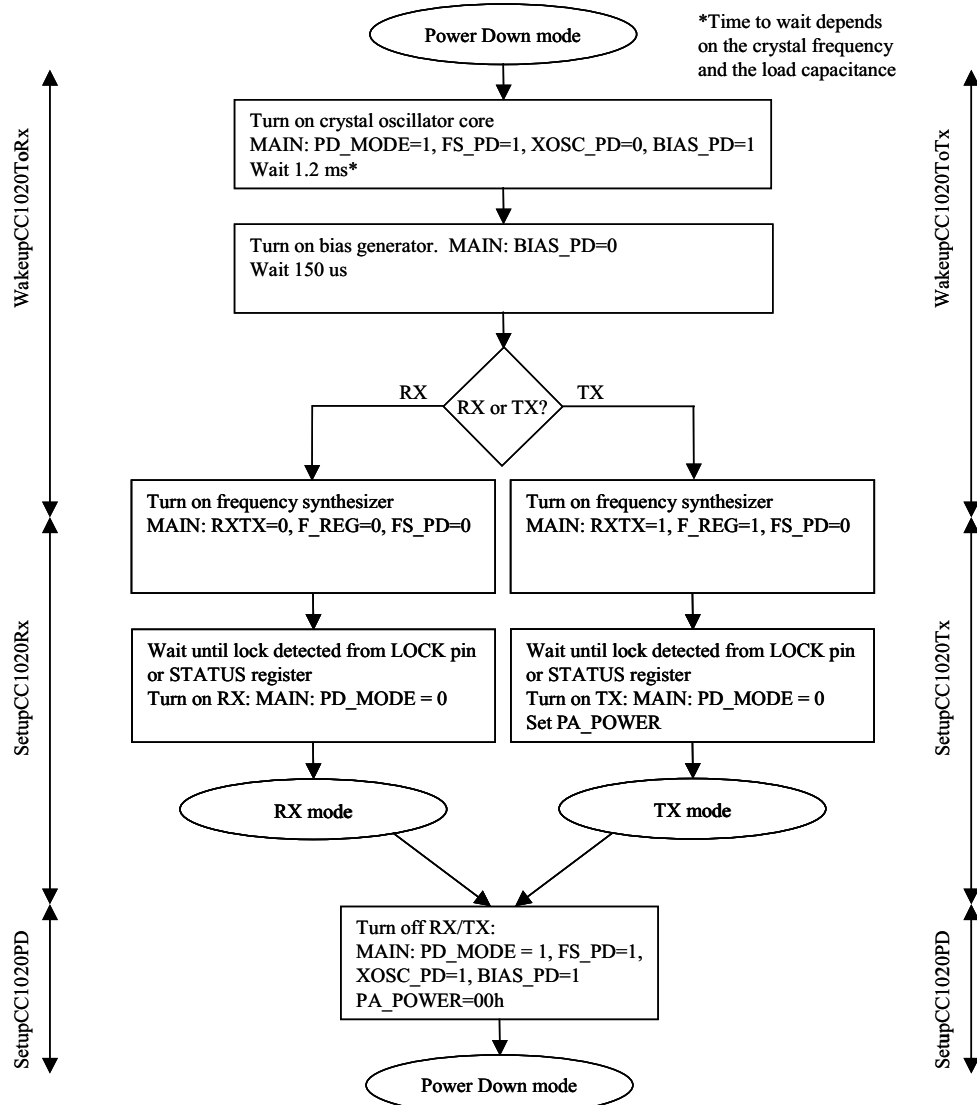 Power Down mode
*Time to wait depends
on the crystal frequency
and the load capacitance
WakeupCC1020ToRx
WakeupCC1020ToTx
Turn on crystal oscillator core
MAIN: PD_MODE=1, FS_PD=1, XOSC_PD=0, BIAS_PD=1
Wait 1.2 ms*
Turn on bias generator.  MAIN: BIAS_PD=0
Wait 150 us
RX
RX or TX?
TX
Turn on frequency synthesizer
MAIN: RXTX=0, F_REG=0, FS_PD=0
Turn on frequency synthesizer
MAIN: RXTX=1, F_REG=1, FS_PD=0
SetupCC1020Rx
SetupCC1020Tx
Wait until lock detected from LOCK pin
or STATUS register
Turn on RX: MAIN: PD_MODE = 0
Wait until lock detected from LOCK pin
or STATUS register
Turn on TX: MAIN: PD_MODE = 0
Set PA_POWER
RX mode
TX mode
SetupCC1020PD
SetupCC1020PD
Turn off RX/TX:
MAIN: PD_MODE = 1, FS_PD=1,
XOSC_PD=1, BIAS_PD=1
PA_POWER=00h
Power Down mode